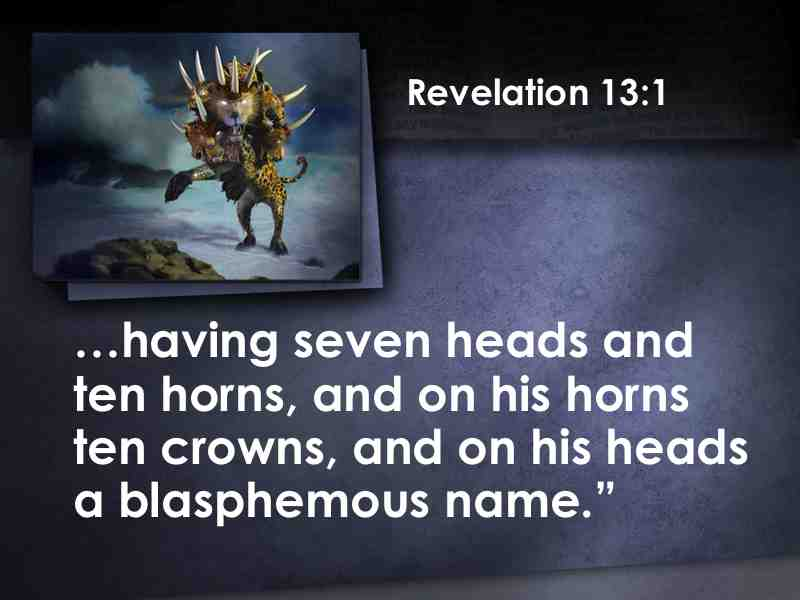 Revelation 13:1
…having seven heads and
ten horns, and on his horns
ten crowns, and on his heads
a blasphemous name.”